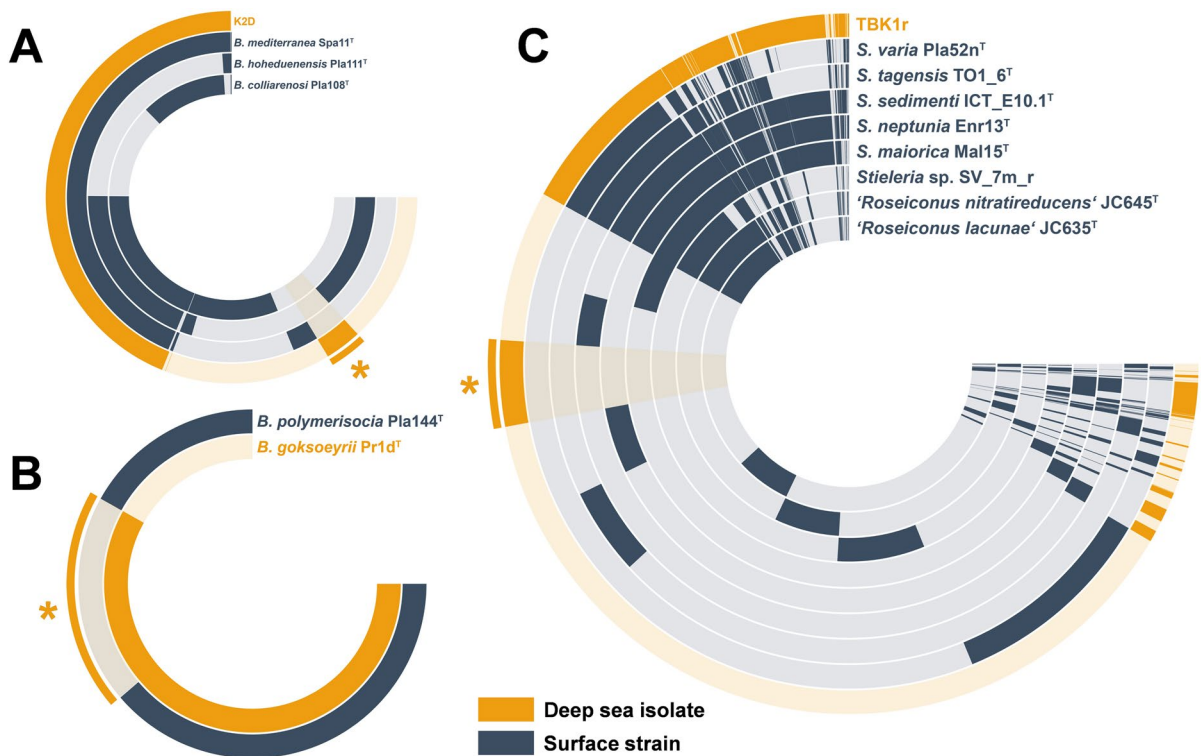 A
K2D
B. mediterranea Spa11ᵀ
B. hoheduenensis Pla111ᵀ
B. colliarenosi Pla108ᵀ
*
B
B. polymerisocia Pla144ᵀ
B. goksoeyrii Pr1dᵀ
*
C
TBK1r
S. varia Pla52nᵀ
S. tagensis TO1_6ᵀ
S. sedimenti ICT_E10.1ᵀ
S. neptunia Enr13ᵀ
S. maiorica Mal15ᵀ
Stieleria sp. SV_7m_r
‘Roseiconus nitratireducens‘ JC645ᵀ
‘Roseiconus lacunae‘ JC635ᵀ
*
Deep sea isolate
Surface strain